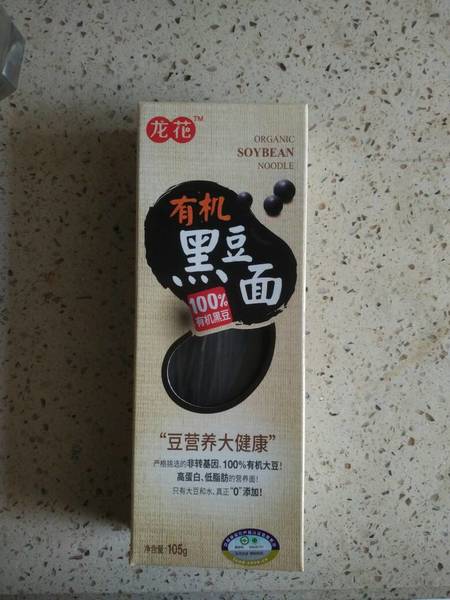 龙花™
ORGANIC
SOYBEAN
NOODLE
有机
黑豆面
100%
有机黑豆
“豆营养大健康”
严格挑选的非转基因、100%有机大豆!
高蛋白、低脂肪的营养面!
只有大豆和水、真正“0”添加!
净含量:105g